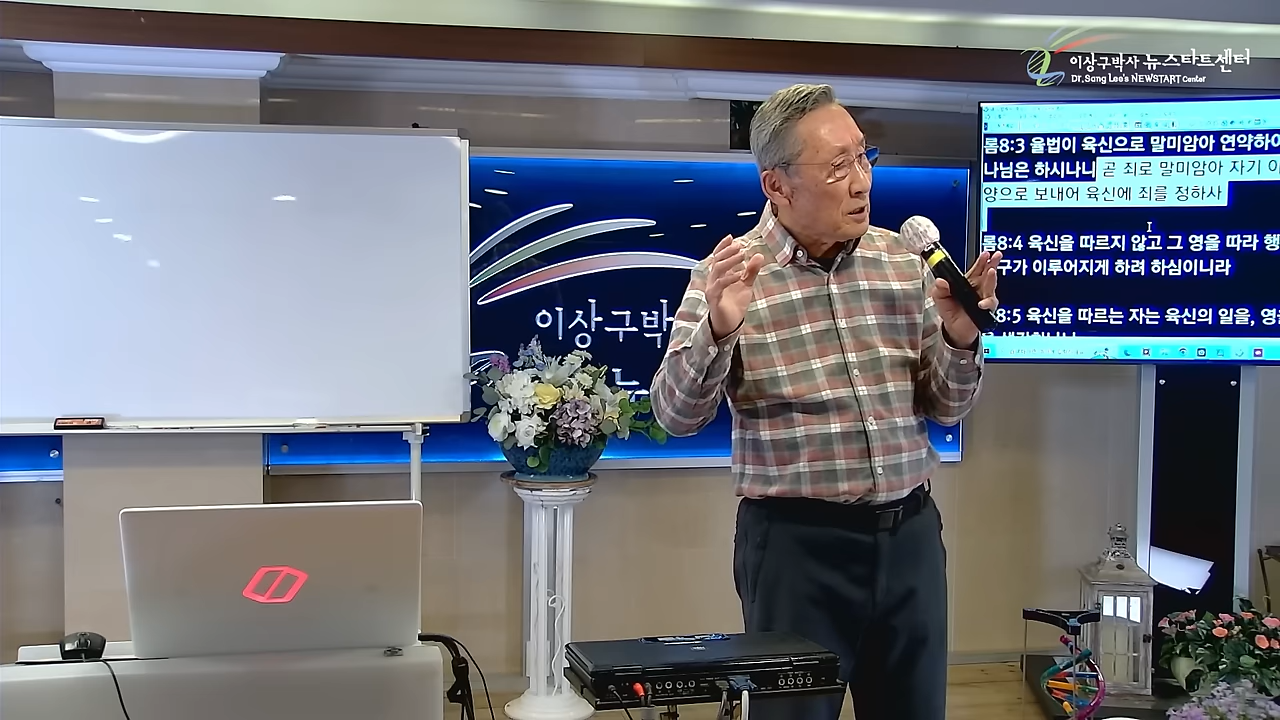 이상구박사 뉴스타트센터
Dr. Sang Lee's NEWSTART Center
롬8:3 율법이 육신으로 말미암아 연약하여
나님은 하시나니 곧 죄로 말미암아 자기 아
양으로 보내어 육신에 죄를 정하사
롬8:4 육신을 따르지 않고 그 영을 따라 행
구가 이루어지게 하려 하심이니라
8:5 육신을 따르는 자는 육신의 일을, 영을
이상구박